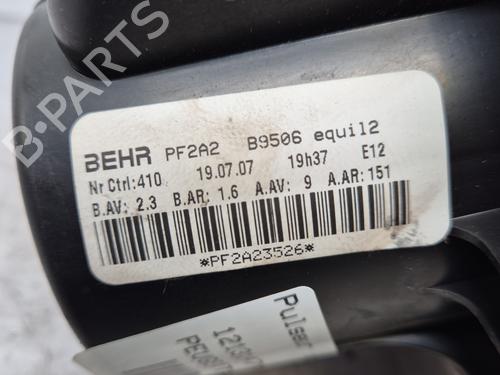 B-PARTS
BEHR PF2A2 B9506 equil2
Nr Ctrl:410 19.07.07 19h37 E12
B.AV: 2.3 B.AR: 1.6 A.AV: 9 A.AR: 151
*PF2A23526*
Pulsar